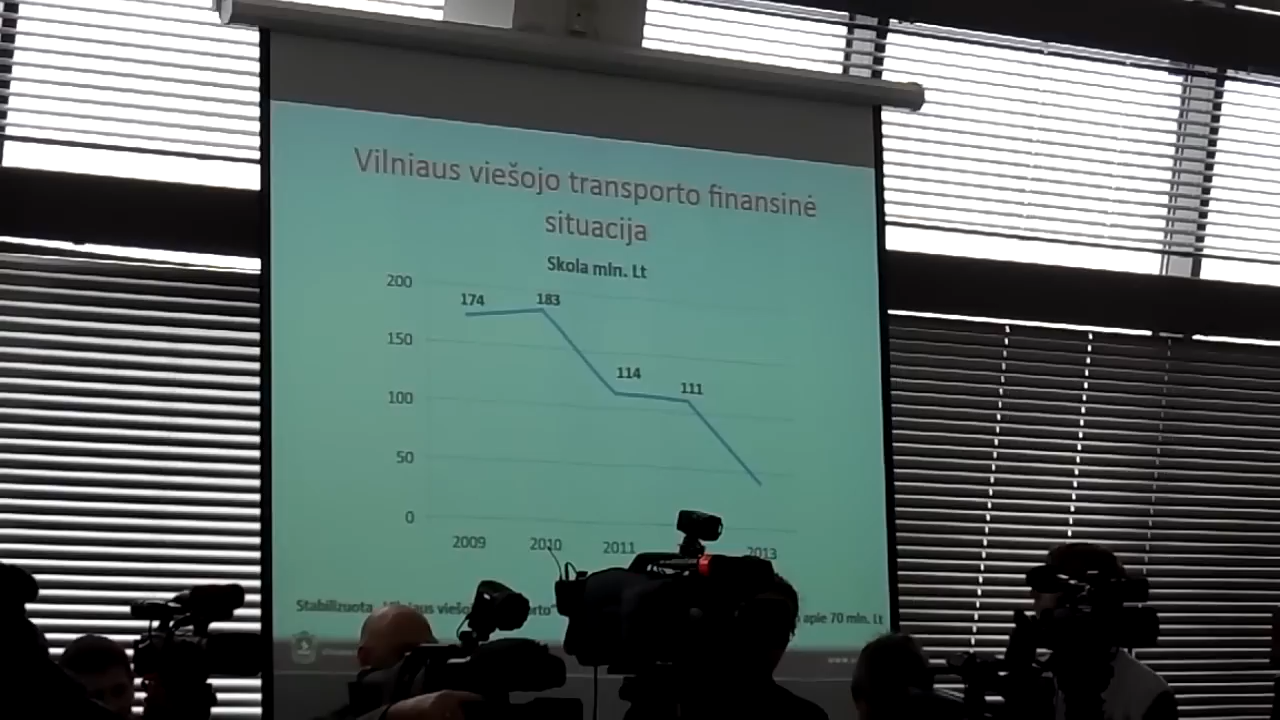 Vilniaus viešojo transporto finansinė
situacija
Skola mln. Lt
200
174
183
150
114
111
100
50
0
2009
2010
2011
2013
Stabilizuota
apie 70 mln. Lt